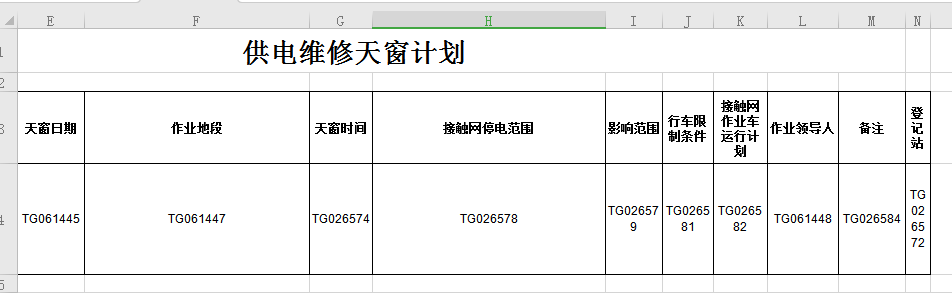 E F G H I J K L M N
1 供电维修天窗计划
2
3 天窗日期 作业地段 天窗时间 接触网停电范围 影响范围 行车限制条件 接触网作业车运行计划 作业领导人 备注 登记站
4 TG061445 TG061447 TG026574 TG026578 TG026579 TG026581 TG026582 TG061448 TG026584 TG026572
5